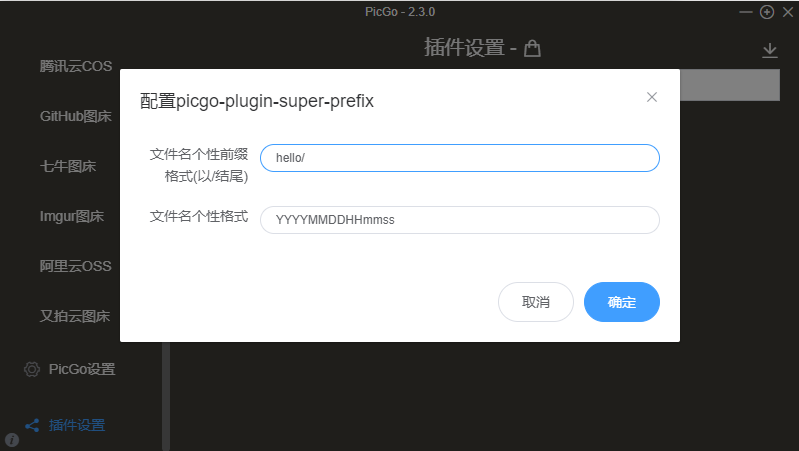 PicGo - 2.3.0
插件设置 -
腾讯云COS
GitHub图床
七牛图床
Imgur图床
阿里云OSS
又拍云图床
PicGo设置
插件设置
配置picgo-plugin-super-prefix
文件名个性前缀
格式(以/结尾)
hello/
文件名个性格式
YYYYMMDDHHmmss
取消
确定